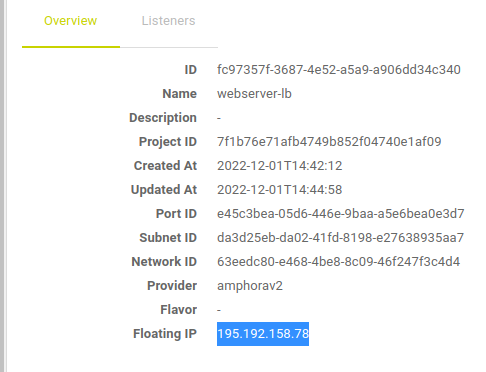 Overview Listeners
ID fc97357f-3687-4e52-a5a9-a906dd34c340
Name webserver-lb
Description -
Project ID 7f1b76e71afb4749b852f04740e1af09
Created At 2022-12-01T14:42:12
Updated At 2022-12-01T14:44:58
Port ID e45c3bea-05d6-446e-9baa-a5e6bea0e3d7
Subnet ID da3d25eb-da02-41fd-8198-e27638935aa7
Network ID 63eedc80-e468-4be8-8c09-46f247f3c4d4
Provider amphorav2
Flavor -
Floating IP 195.192.158.78